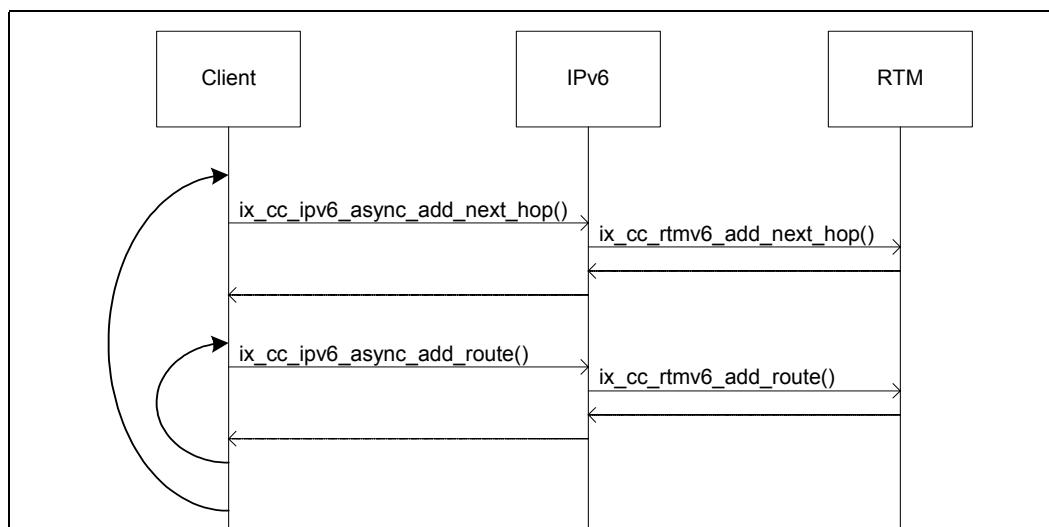 Client
IPv6
RTM
ix_cc_ipv6_async_add_next_hop()
ix_cc_rtmv6_add_next_hop()
ix_cc_ipv6_async_add_route()
ix_cc_rtmv6_add_route()